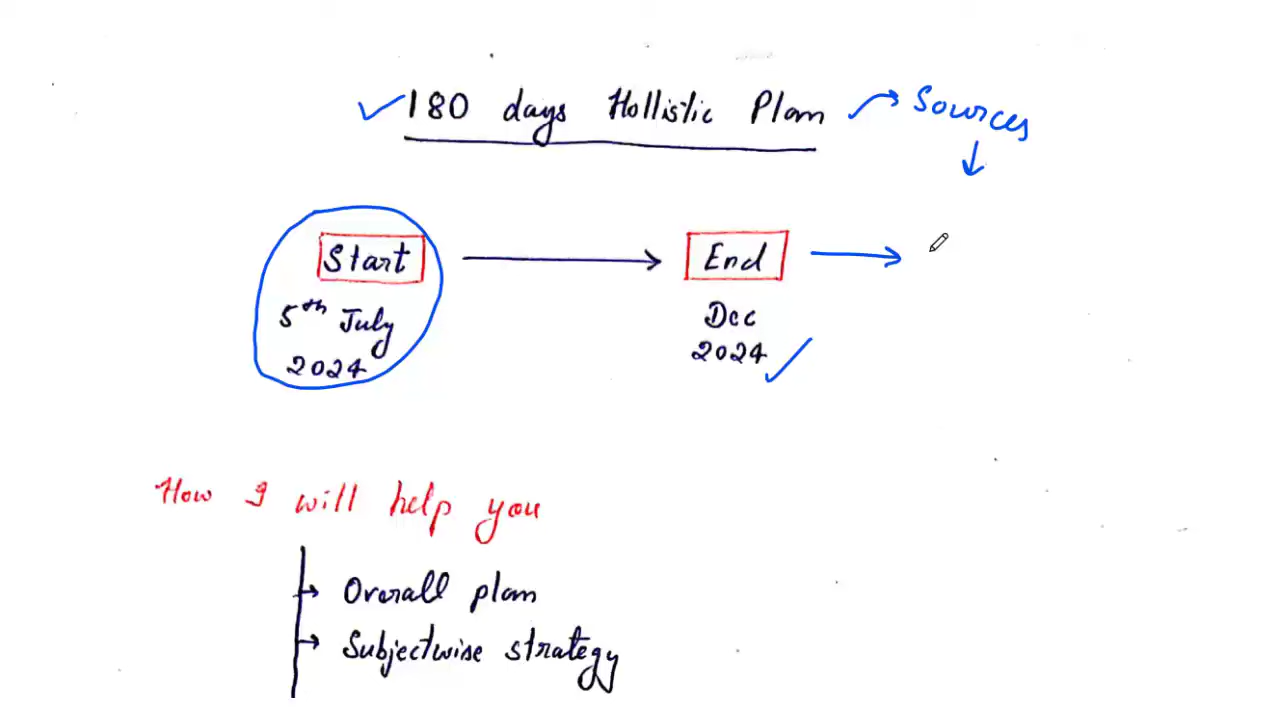 180 days Hollistic Plan Sources
Start End
5th July Dec
2024 2024
How I will help you
Overall plan
Subjectwise strategy